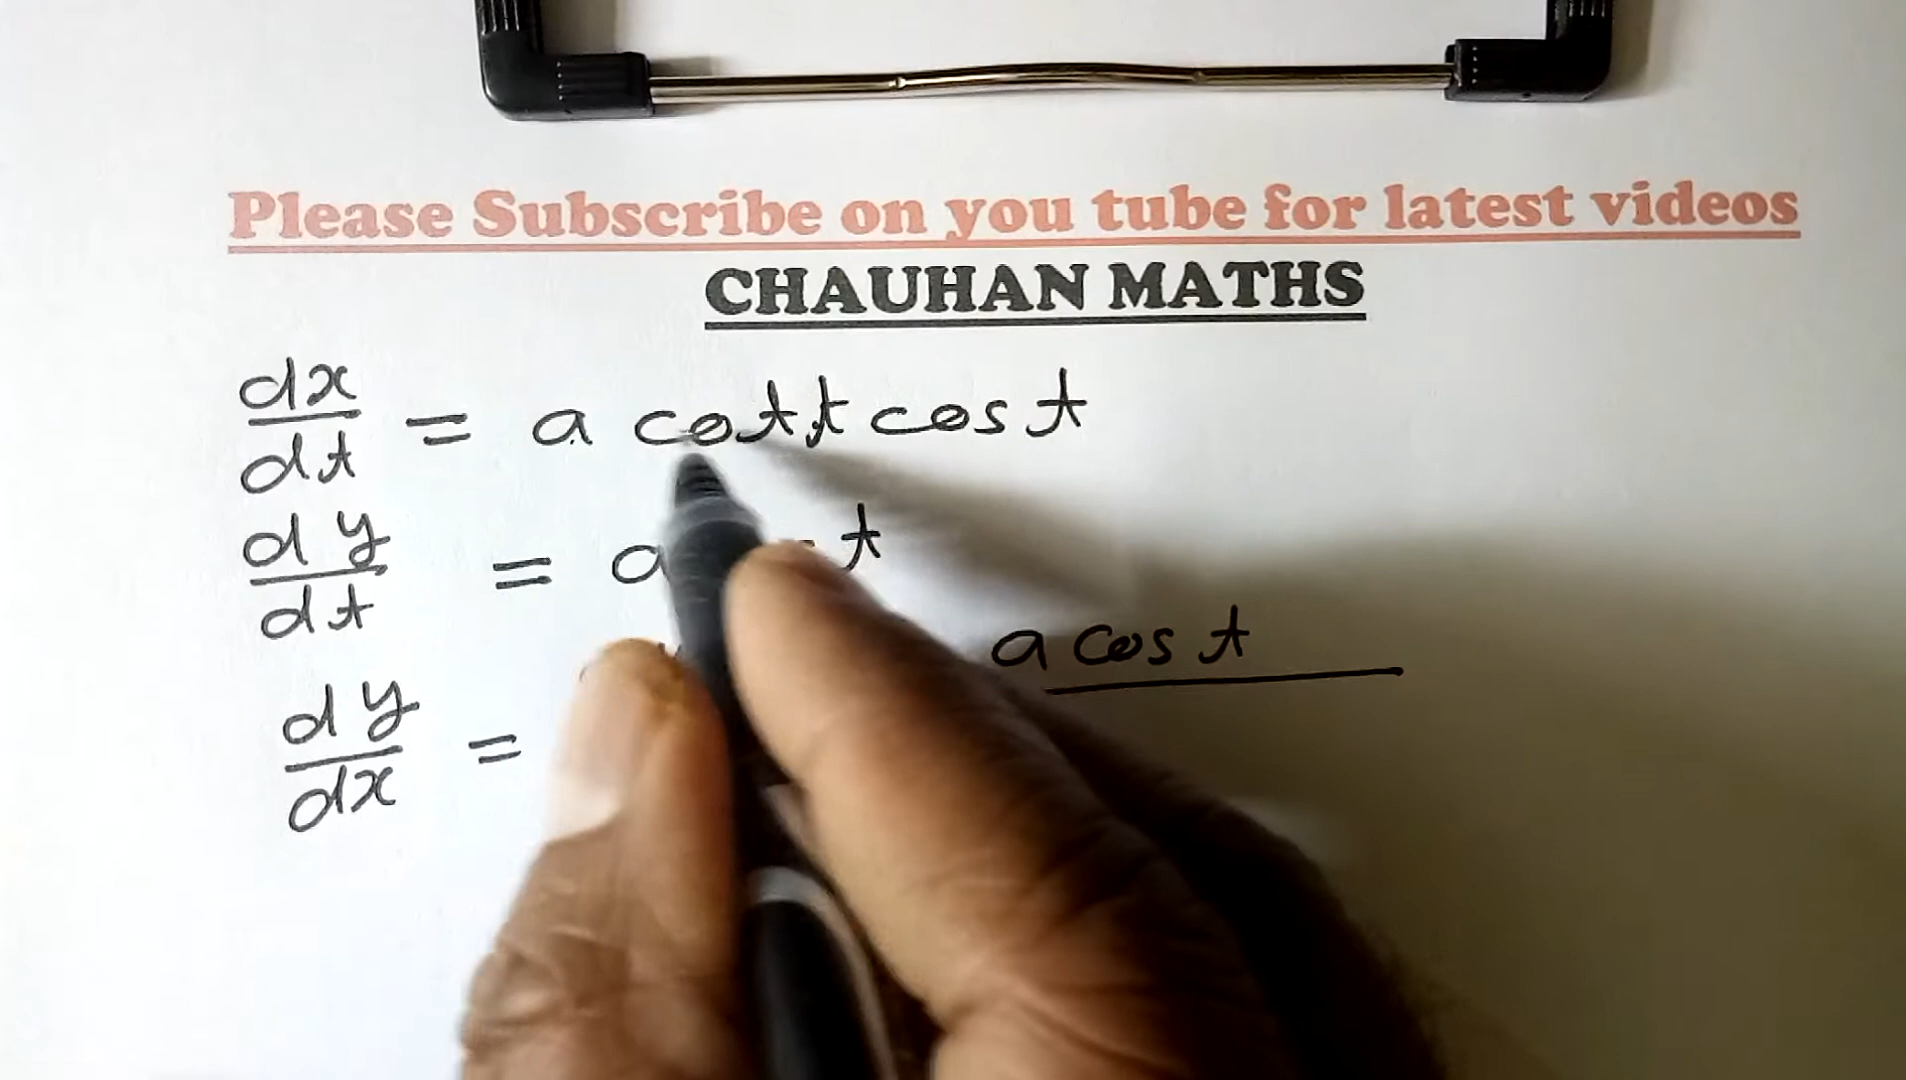 Please Subscribe on you tube for latest videos
CHAUHAN MATHS
dx/dt = a cot t cos t
dy/dt = a t
a cos t
dy/dx =